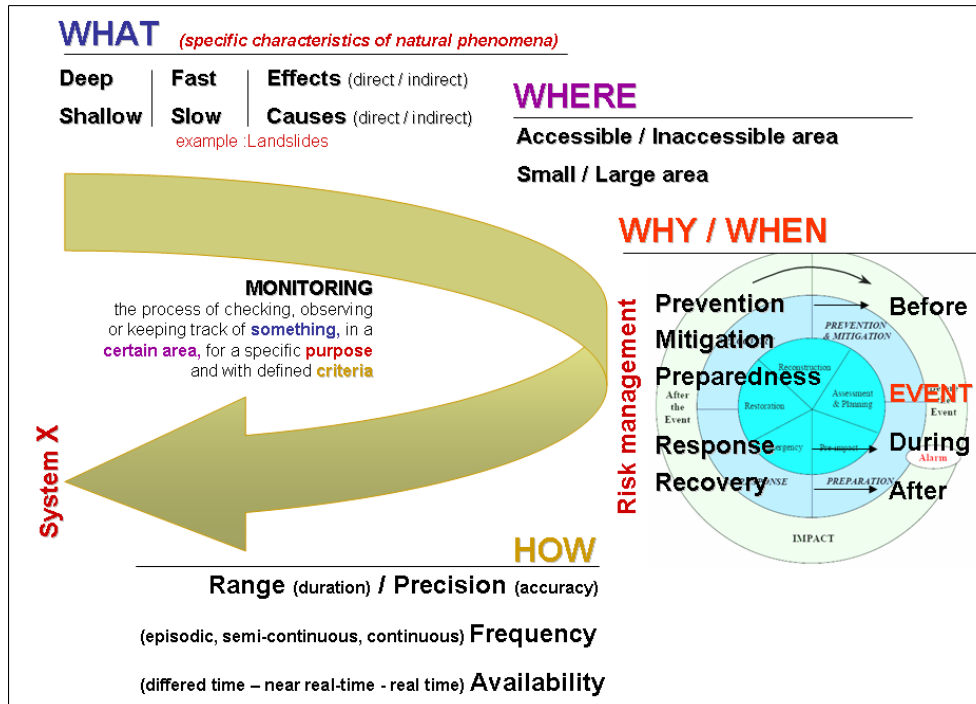 WHAT (specific characteristics of natural phenomena)
Deep Fast Effects (direct / indirect)
Shallow Slow Causes (direct / indirect)
example :Landslides
WHERE
Accessible / Inaccessible area
Small / Large area
WHY / WHEN
MONITORING
the process of checking, observing
or keeping track of something, in a
certain area, for a specific purpose
and with defined criteria
System X
Risk management
Prevention Before
Mitigation
Preparedness
EVENT
Response During
Recovery After
PREVENTION
& MITIGATION
Reconstruction
Assessment
& Planning
Restoration
After
the
Event
Event
Pre-impact
Alarm
PREPARATION
IMPACT
HOW
Range (duration) / Precision (accuracy)
(episodic, semi-continuous, continuous) Frequency
(differed time – near real-time - real time) Availability